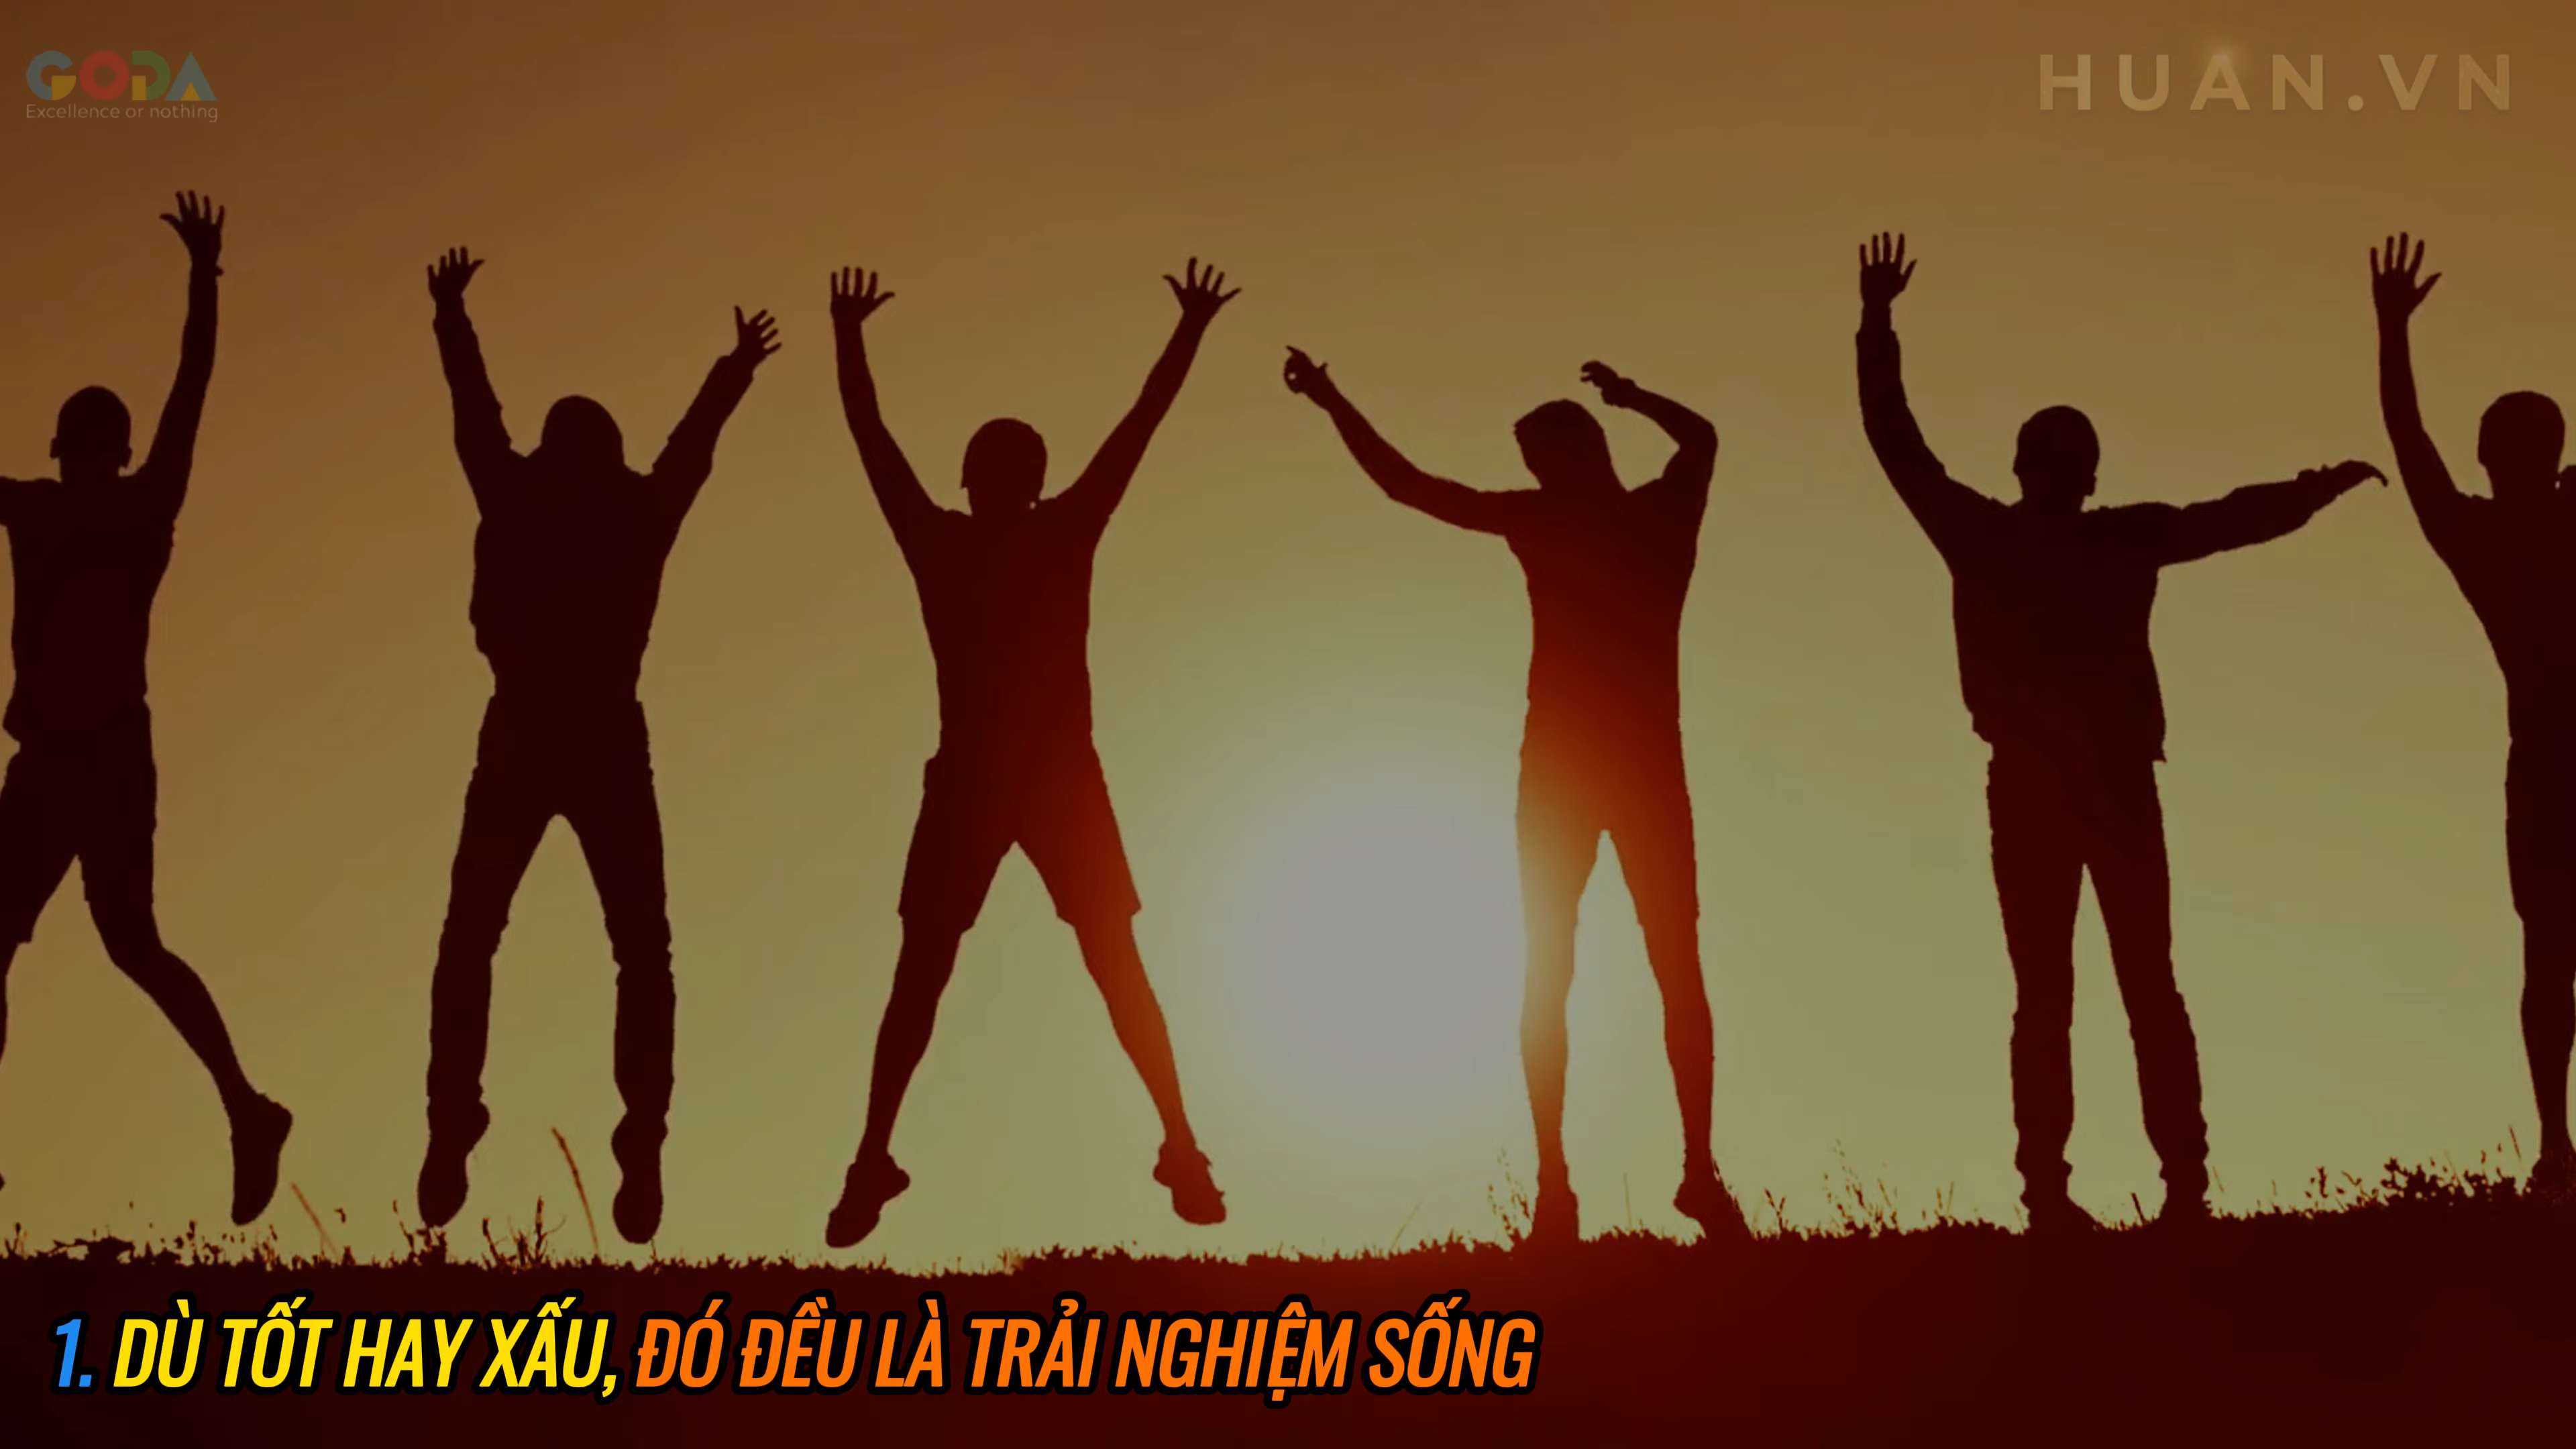 GODA
Excellence or nothing
HUAN.VN
1. DÙ TỐT HAY XẤU, ĐÓ ĐỀU LÀ TRẢI NGHIỆM SỐNG